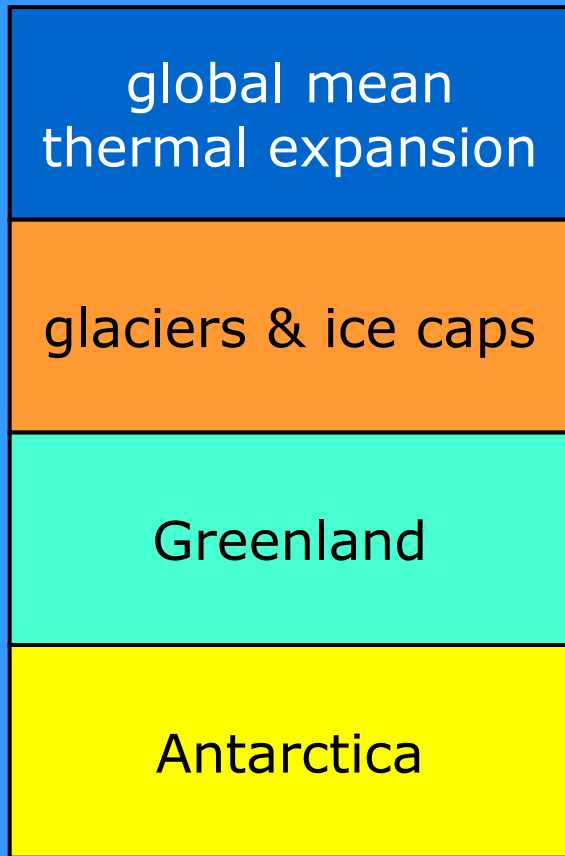 global mean
thermal expansion
glaciers & ice caps
Greenland
Antarctica